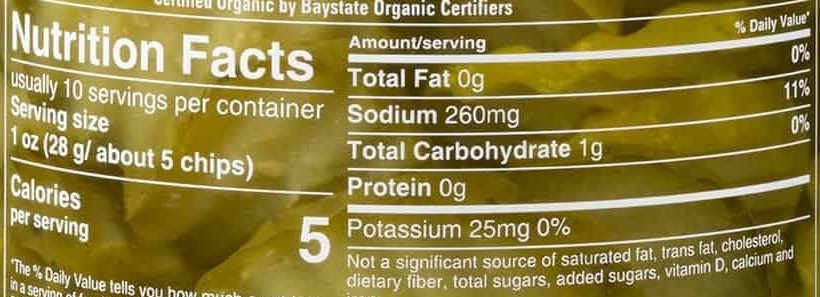 Certified Organic by Baystate Organic Certifiers
Nutrition Facts
usually 10 servings per container
Serving size
1 oz (28 g/ about 5 chips)
Calories
per serving
5
Amount/serving
% Daily Value*
Total Fat 0g 0%
Sodium 260mg 11%
Total Carbohydrate 1g 0%
Protein 0g
Potassium 25mg 0%
Not a significant source of saturated fat, trans fat, cholesterol,
dietary fiber, total sugars, added sugars, vitamin D, calcium and
*The % Daily Value tells you how much
in a serving of